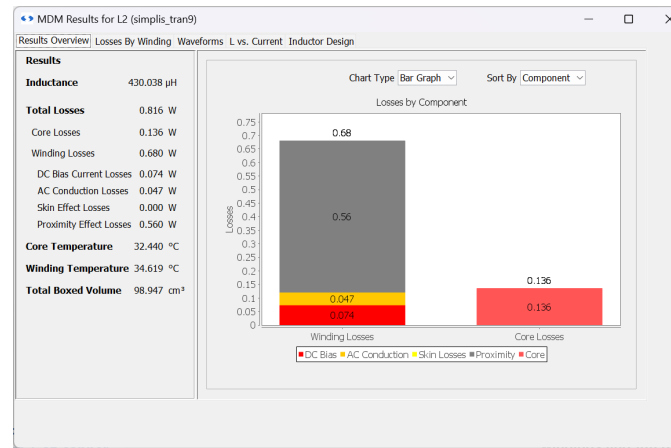 MDM Results for L2 (simplis_tran9)
Results Overview Losses By Winding Waveforms L vs. Current Inductor Design
Results
Inductance 430.038 µH
Total Losses 0.816 W
Core Losses 0.136 W
Winding Losses 0.680 W
DC Bias Current Losses 0.074 W
AC Conduction Losses 0.047 W
Skin Effect Losses 0.000 W
Proximity Effect Losses 0.560 W
Core Temperature 32.440 °C
Winding Temperature 34.619 °C
Total Boxed Volume 98.947 cm³
Chart Type Bar Graph Sort By Component
Losses by Component
Losses
0.75
0.7
0.65
0.6
0.55
0.5
0.45
0.4
0.35
0.3
0.25
0.2
0.15
0.1
0.05
0
0.68
0.56
0.047
0.074
0.136
0.136
Winding Losses Core Losses
DC Bias AC Conduction Skin Losses Proximity Core